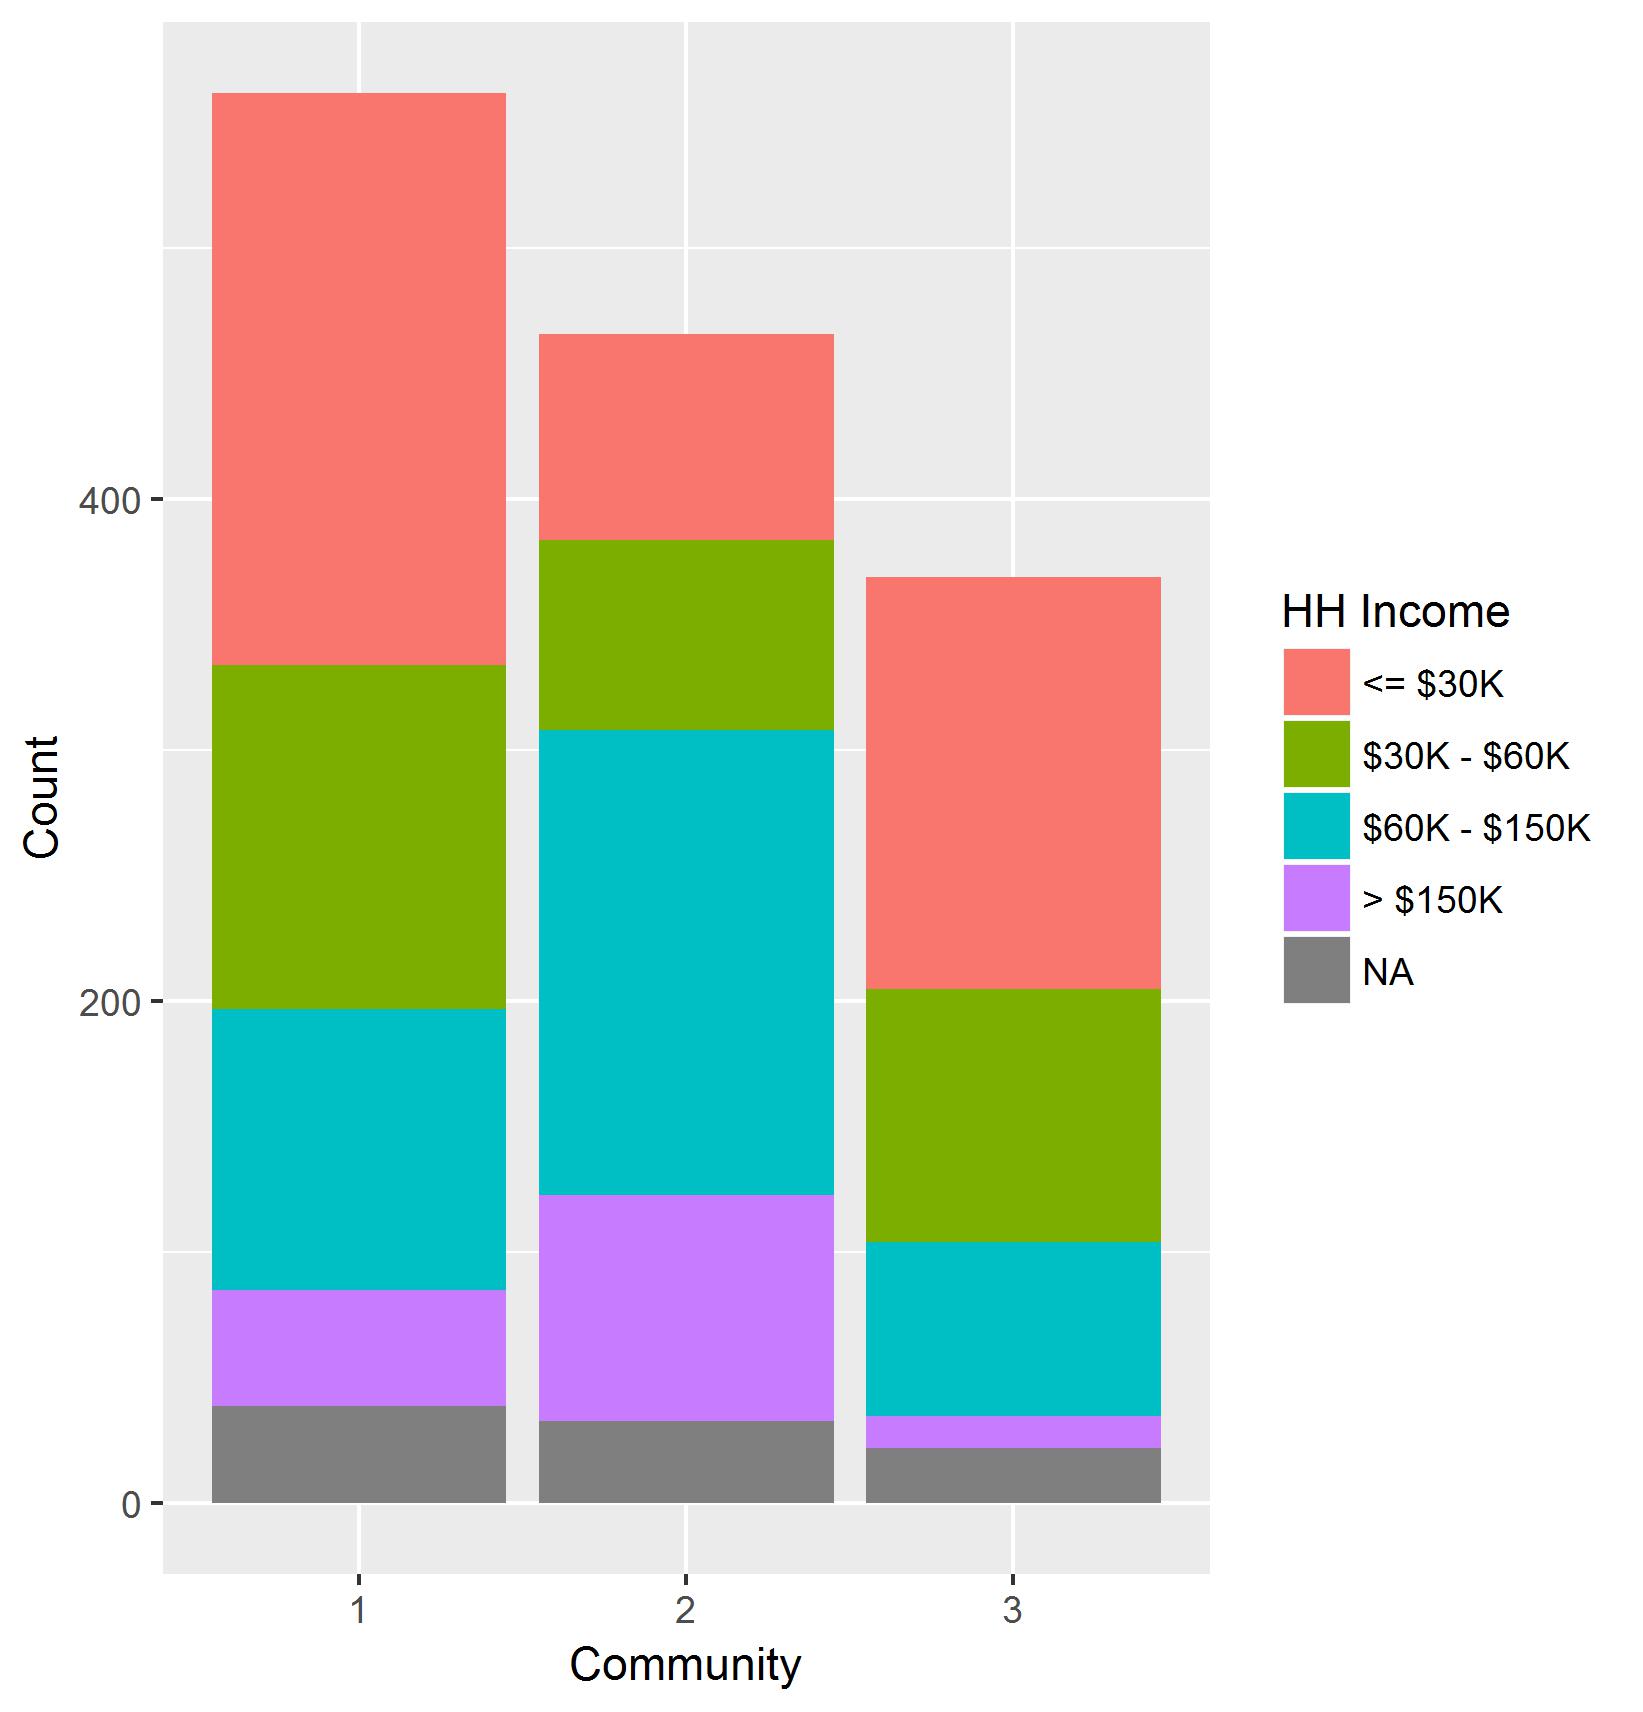 400
200
0
Count
1
2
3
Community
HH Income
<= $30K
$30K - $60K
$60K - $150K
> $150K
NA